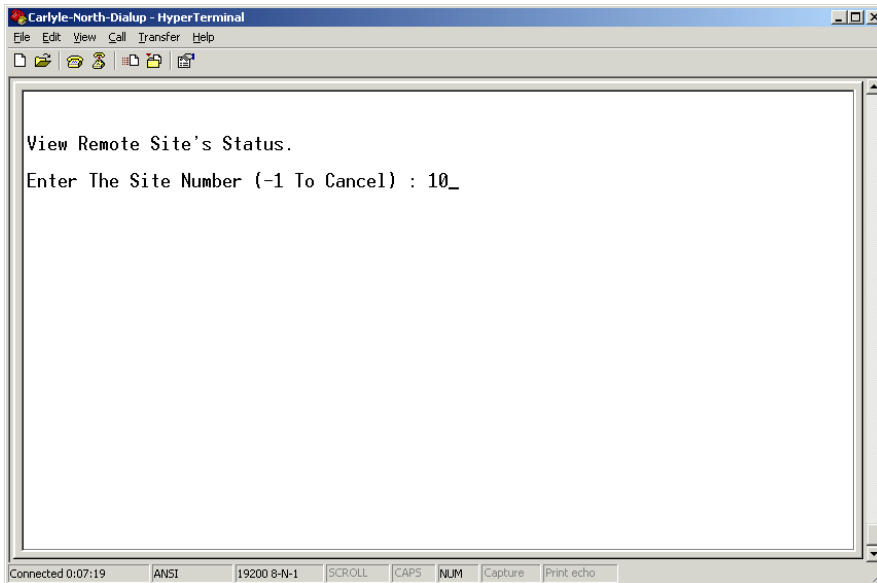 Carlyle-North-Dialup - HyperTerminal
File Edit View Call Transfer Help
View Remote Site's Status.
Enter The Site Number (-1 To Cancel) : 10_
Connected 0:07:19 ANSI 19200 8-N-1 SCROLL CAPS NUM Capture Print echo